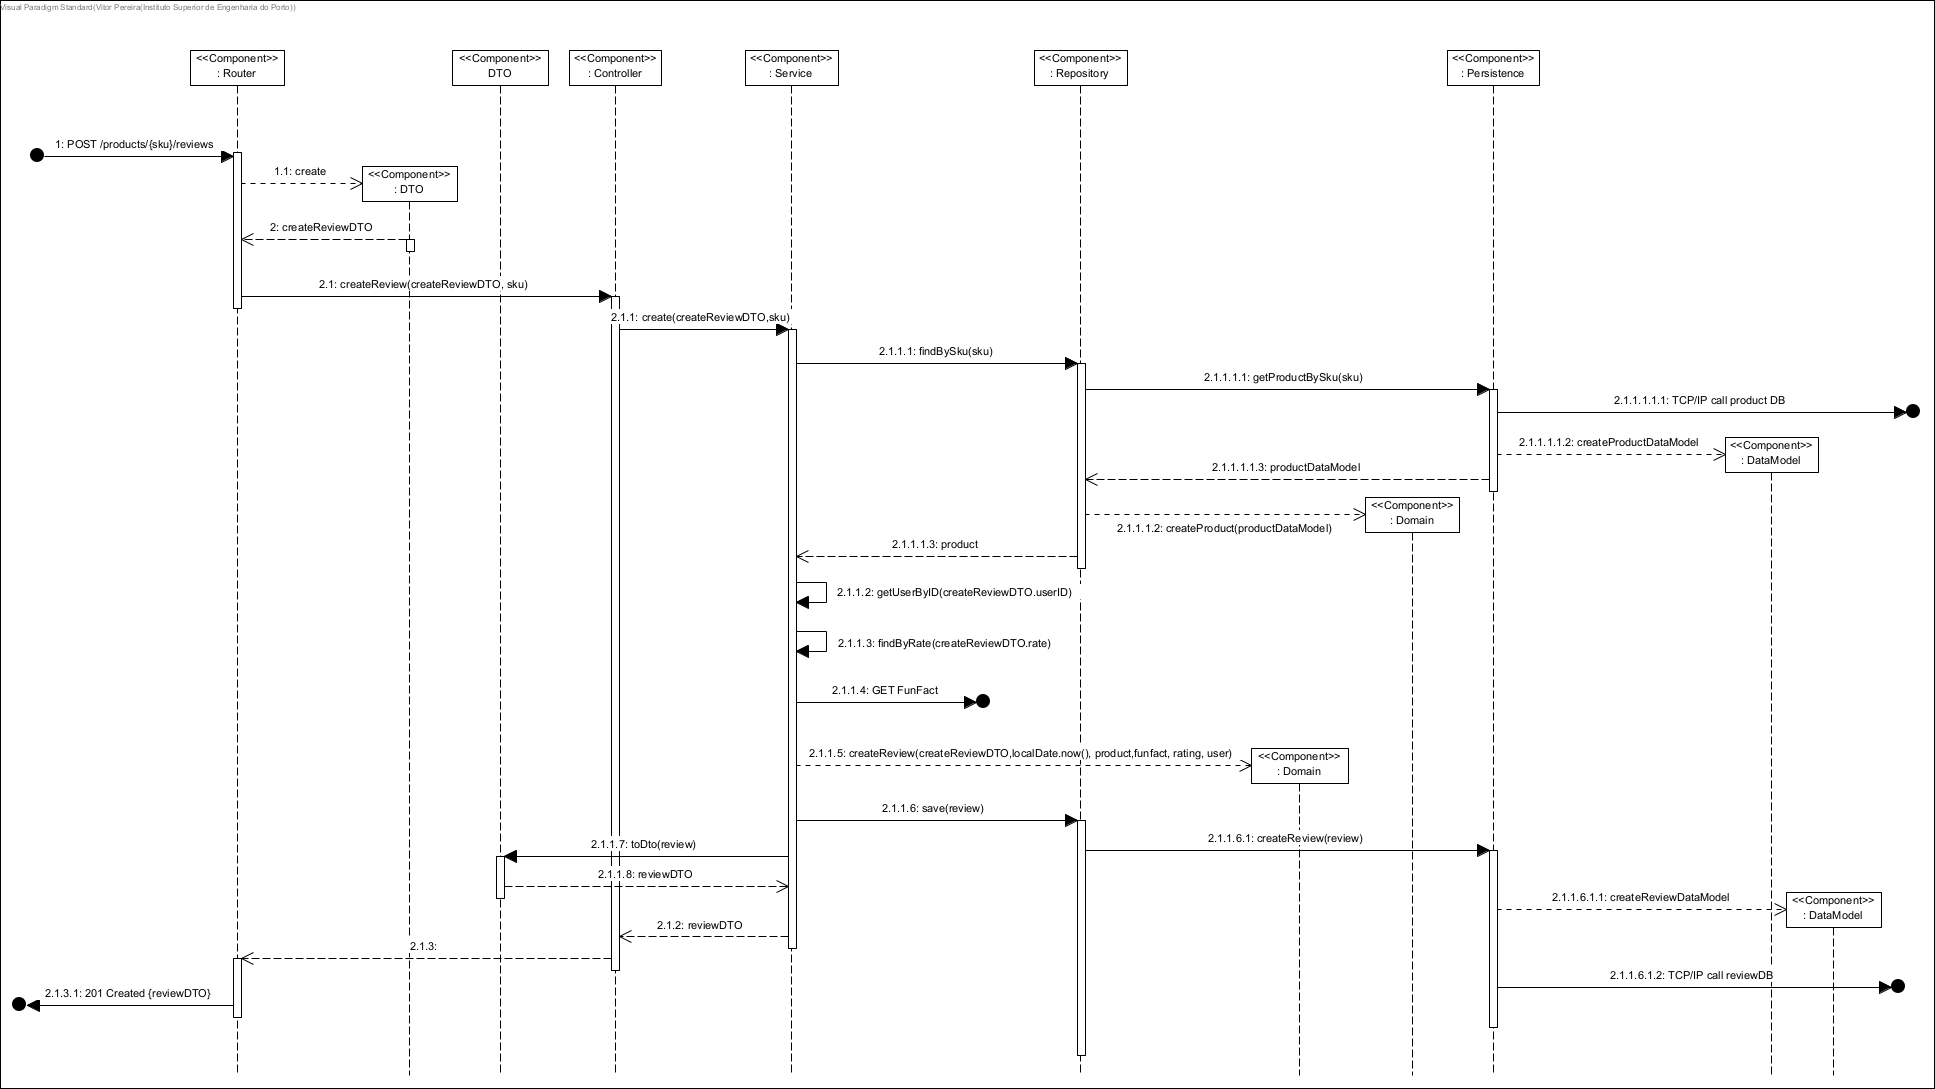 Visual Paradigm Standard(Vitor Pereira(Instituto Superior de Engenharia do Porto))
<<Component>>
: Router
<<Component>>
DTO
<<Component>>
: Controller
<<Component>>
: Service
<<Component>>
: Repository
<<Component>>
: Persistence
1: POST /products/{sku}/reviews
1.1: create
<<Component>>
: DTO
2: createReviewDTO
2.1: createReview(createReviewDTO, sku)
2.1.1: create(createReviewDTO,sku)
2.1.1.1: findBySku(sku)
2.1.1.1.1: getProductBySku(sku)
2.1.1.1.1.1: TCP/IP call product DB
2.1.1.1.1.2: createProductDataModel
<<Component>>
: DataModel
2.1.1.1.1.3: productDataModel
<<Component>>
: Domain
2.1.1.1.2: createProduct(productDataModel)
2.1.1.1.3: product
2.1.1.2: getUserByID(createReviewDTO.userID)
2.1.1.3: findByRate(createReviewDTO.rate)
2.1.1.4: GET FunFact
2.1.1.5: createReview(createReviewDTO,localDate.now(), product,funfact, rating, user)
<<Component>>
: Domain
2.1.1.6: save(review)
2.1.1.6.1: createReview(review)
2.1.1.7: toDto(review)
2.1.1.8: reviewDTO
2.1.1.6.1.1: createReviewDataModel
<<Component>>
: DataModel
2.1.2: reviewDTO
2.1.3:
2.1.1.6.1.2: TCP/IP call reviewDB
2.1.3.1: 201 Created {reviewDTO}